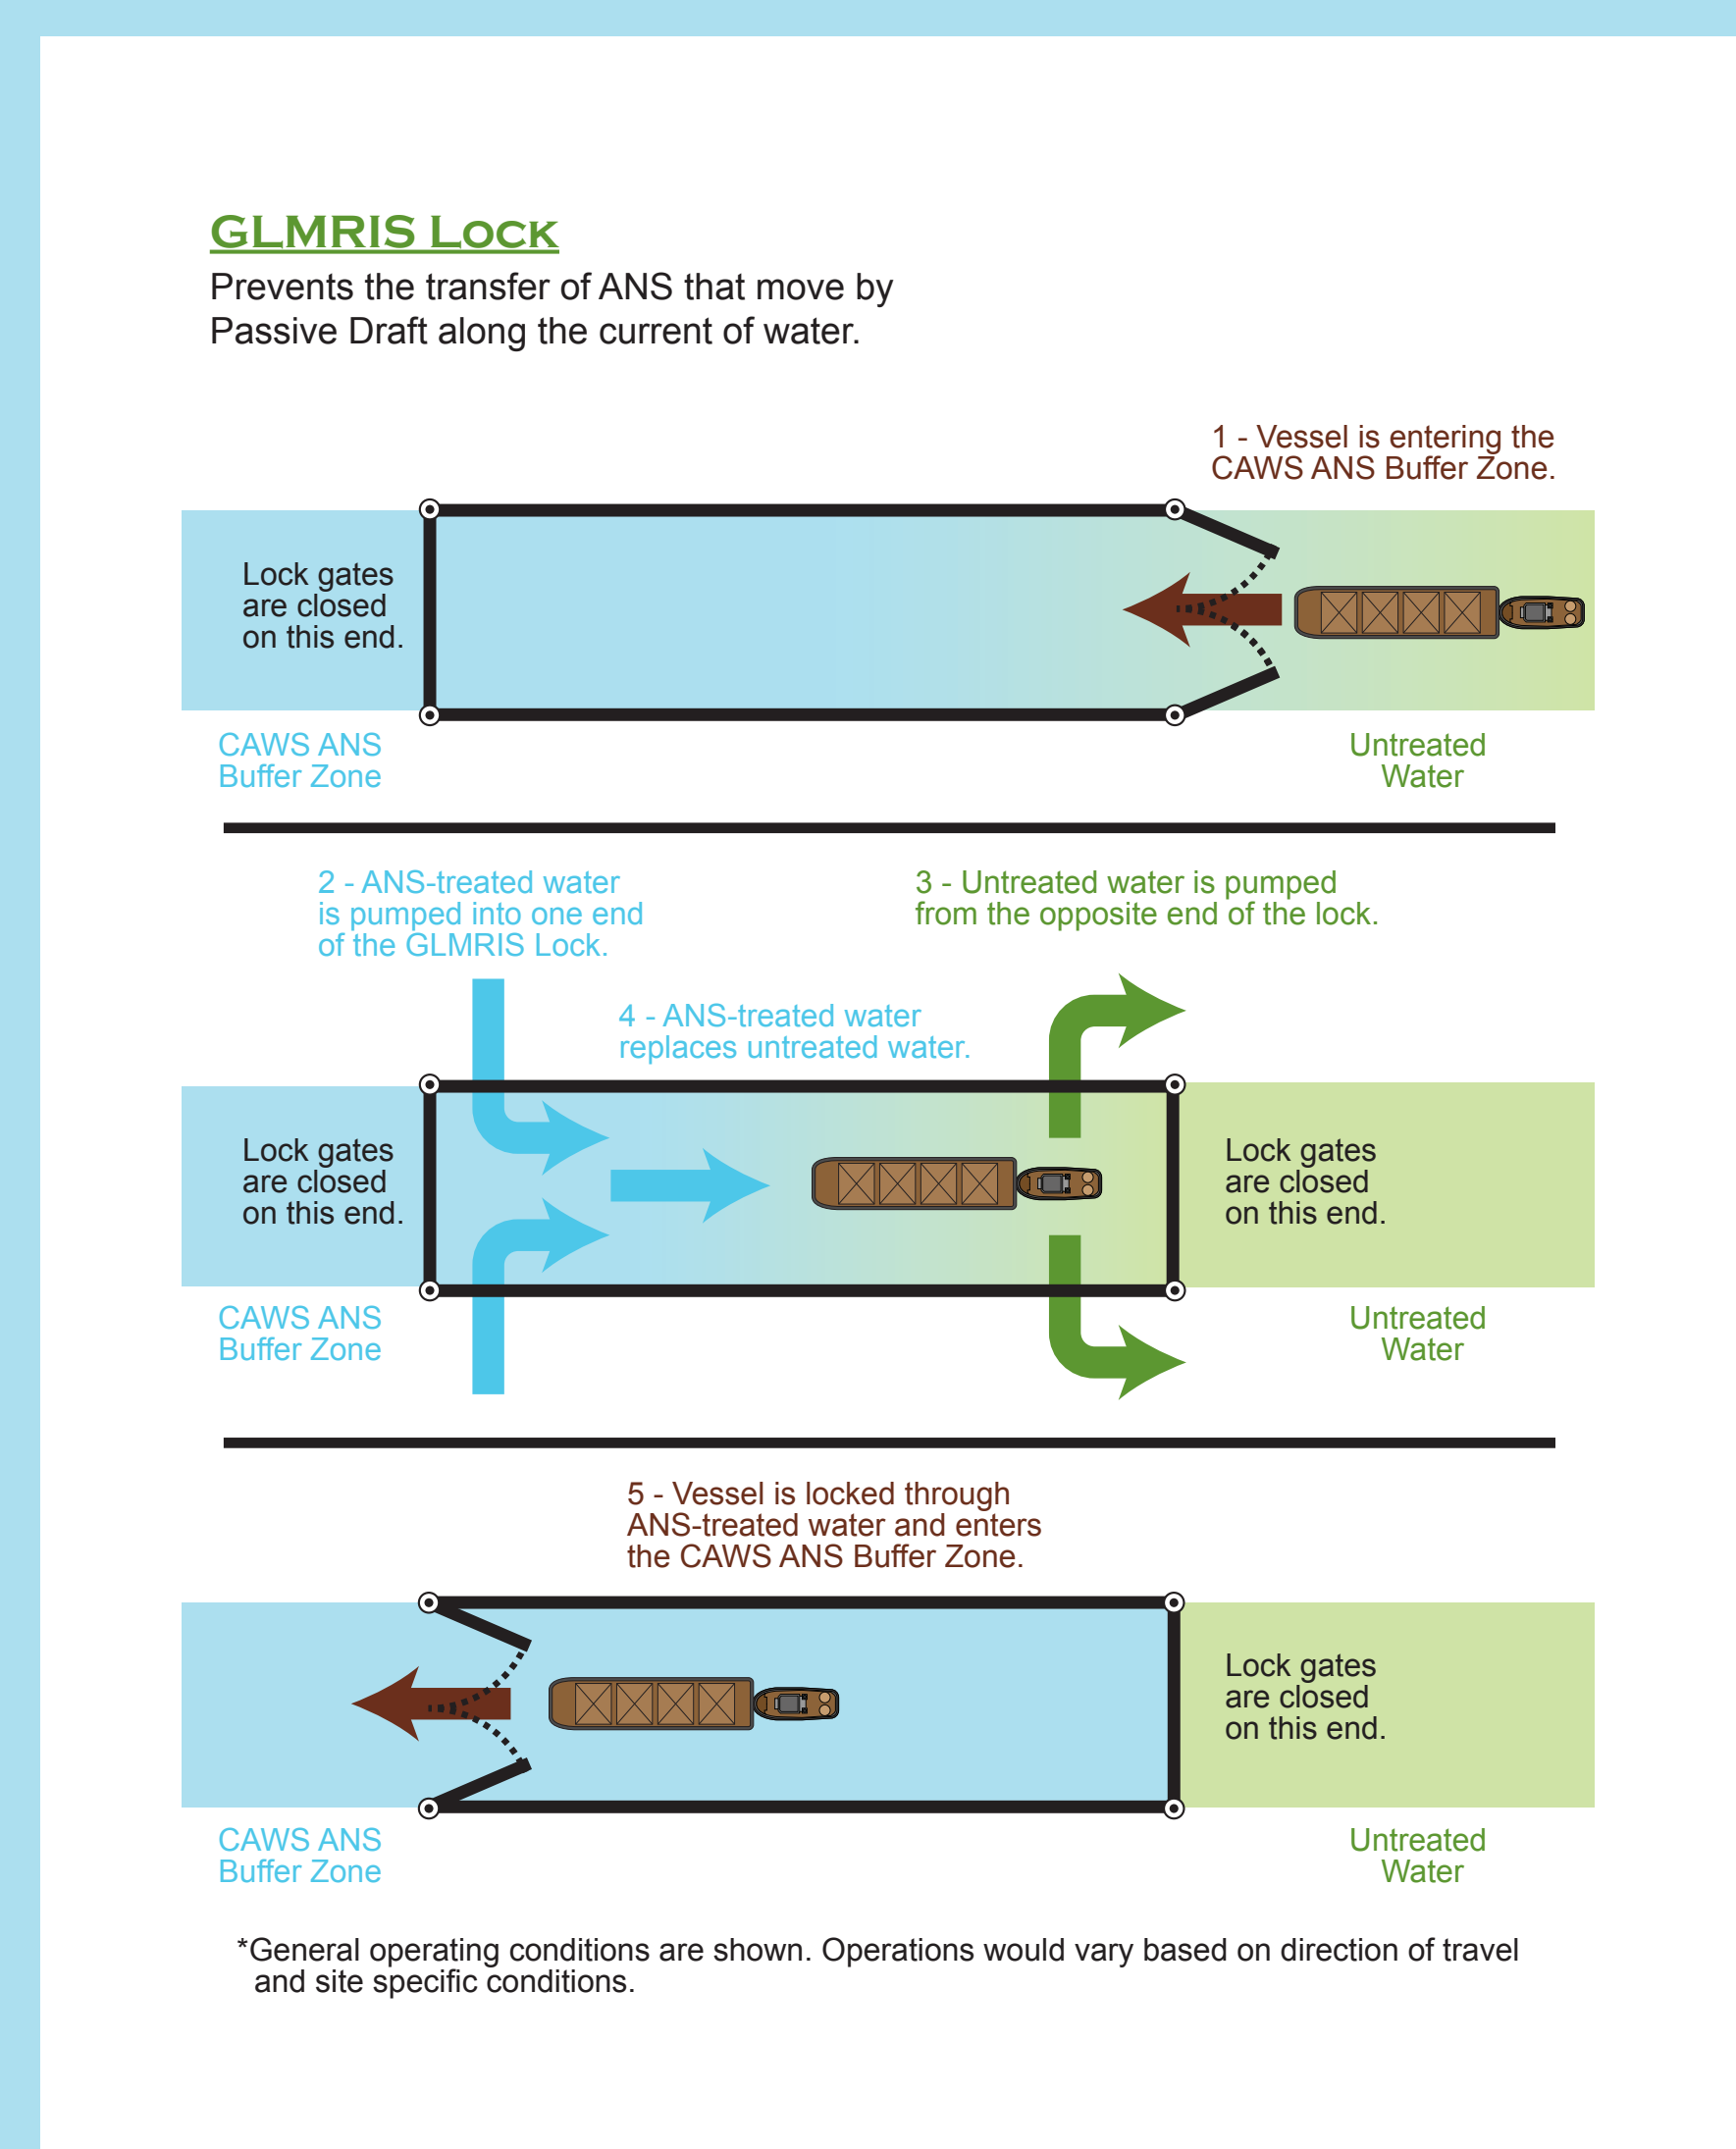 GLMRIS Lock
Prevents the transfer of ANS that move by
Passive Draft along the current of water.
1 - Vessel is entering the
CAWS ANS Buffer Zone.
Lock gates
are closed
on this end.
CAWS ANS
Buffer Zone
Untreated
Water
2 - ANS-treated water
is pumped into one end
of the GLMRIS Lock.
3 - Untreated water is pumped
from the opposite end of the lock.
4 - ANS-treated water
replaces untreated water.
Lock gates
are closed
on this end.
Lock gates
are closed
on this end.
CAWS ANS
Buffer Zone
Untreated
Water
5 - Vessel is locked through
ANS-treated water and enters
the CAWS ANS Buffer Zone.
Lock gates
are closed
on this end.
CAWS ANS
Buffer Zone
Untreated
Water
*General operating conditions are shown. Operations would vary based on direction of travel
and site specific conditions.